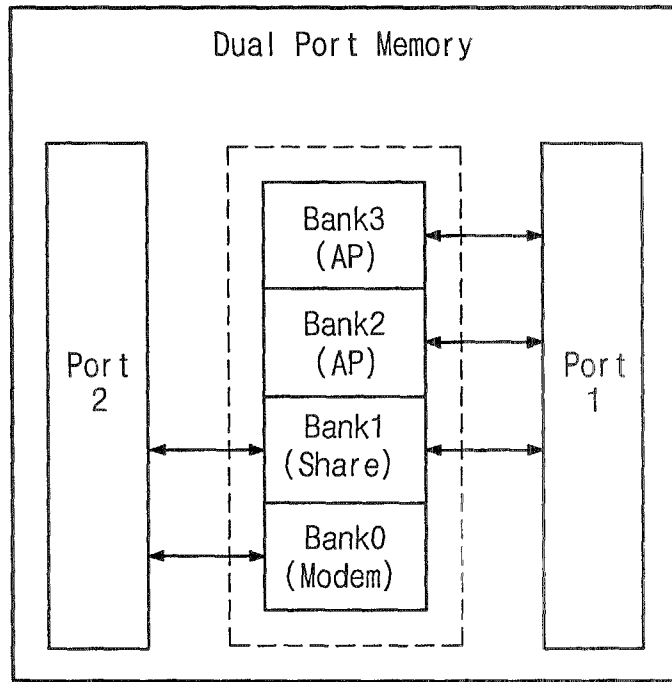 Dual Port Memory
Port
2
Bank3
(AP)
Bank2
(AP)
Bank1
(Share)
Bank0
(Modem)
Port
1